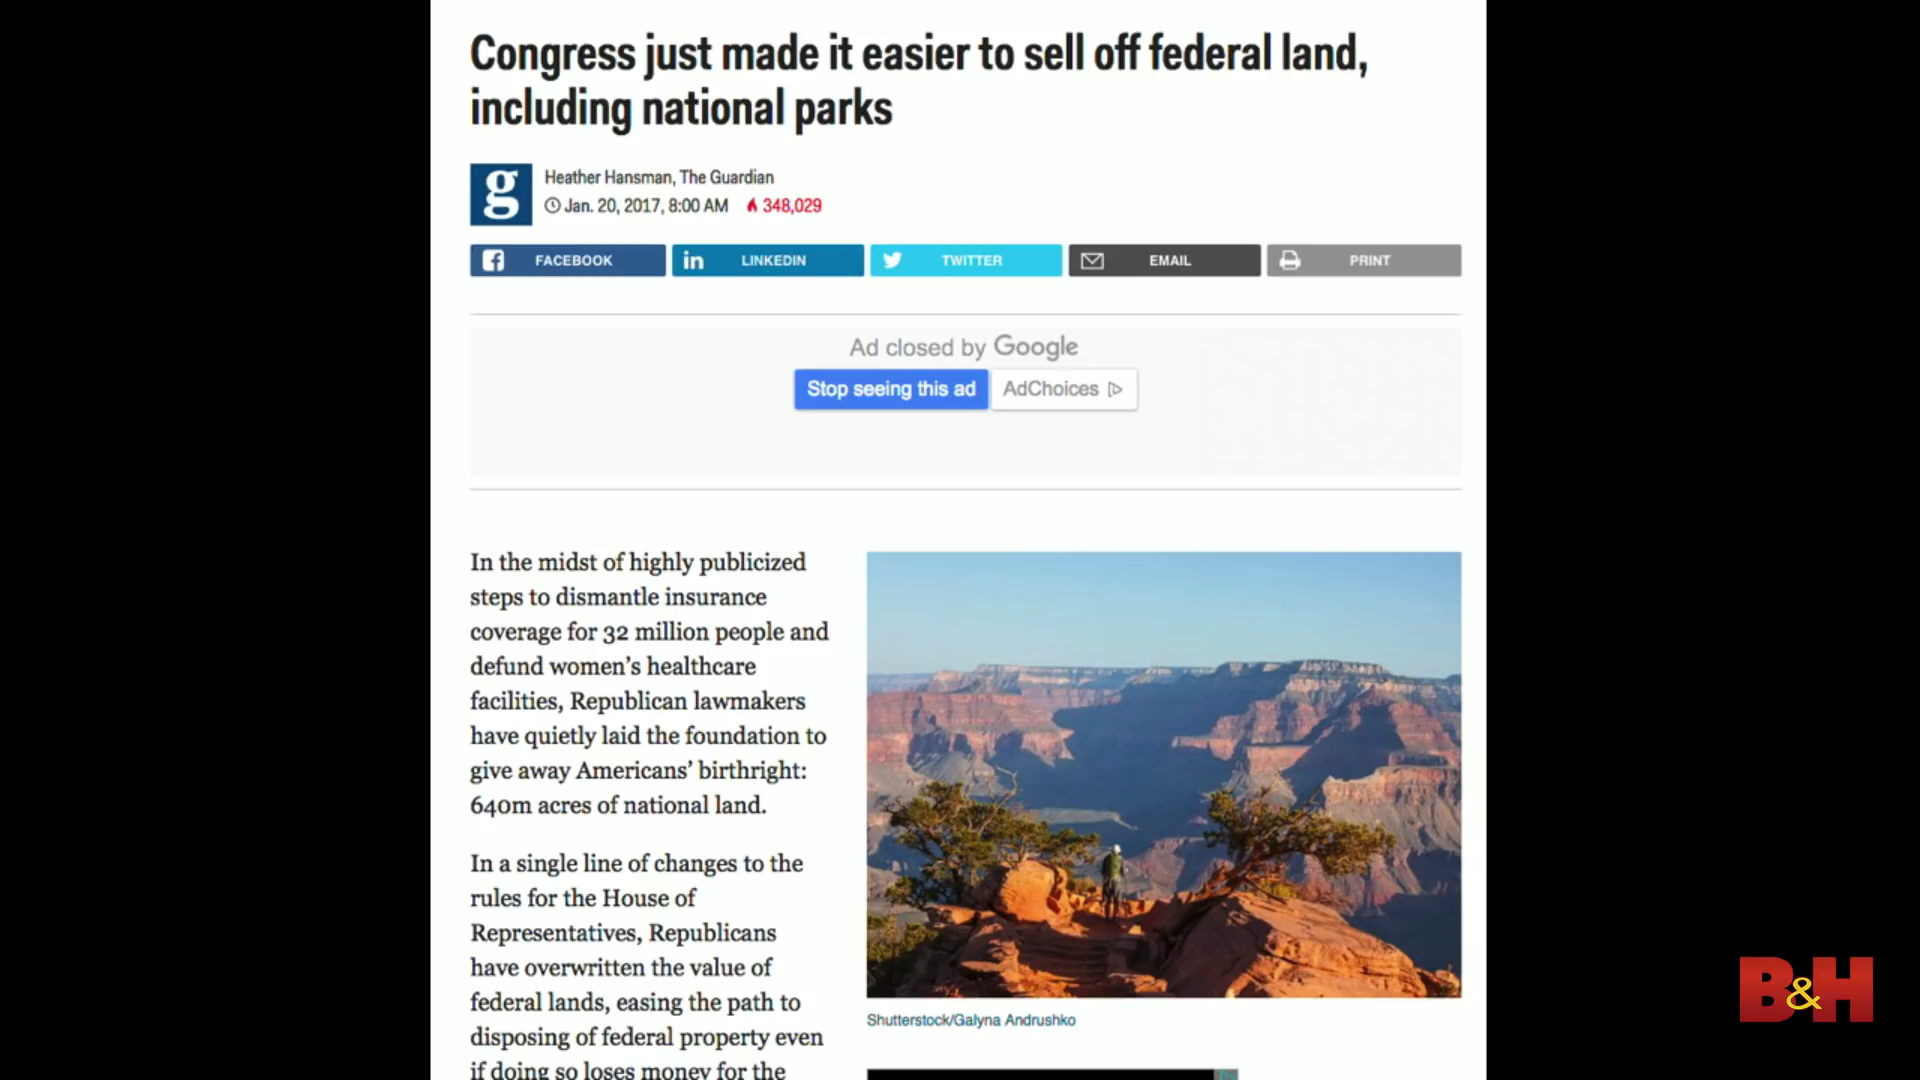 Congress just made it easier to sell off federal land,
including national parks
g
Heather Hansman, The Guardian
Jan. 20, 2017, 8:00 AM 348,029
FACEBOOK
in LINKEDIN
TWITTER
EMAIL
PRINT
Ad closed by Google
Stop seeing this ad
AdChoices
In the midst of highly publicized
steps to dismantle insurance
coverage for 32 million people and
defund women’s healthcare
facilities, Republican lawmakers
have quietly laid the foundation to
give away Americans’ birthright:
640m acres of national land.
In a single line of changes to the
rules for the House of
Representatives, Republicans
have overwritten the value of
federal lands, easing the path to
disposing of federal property even
if doing so loses money for the
Shutterstock/Galyna Andrushko
B&H